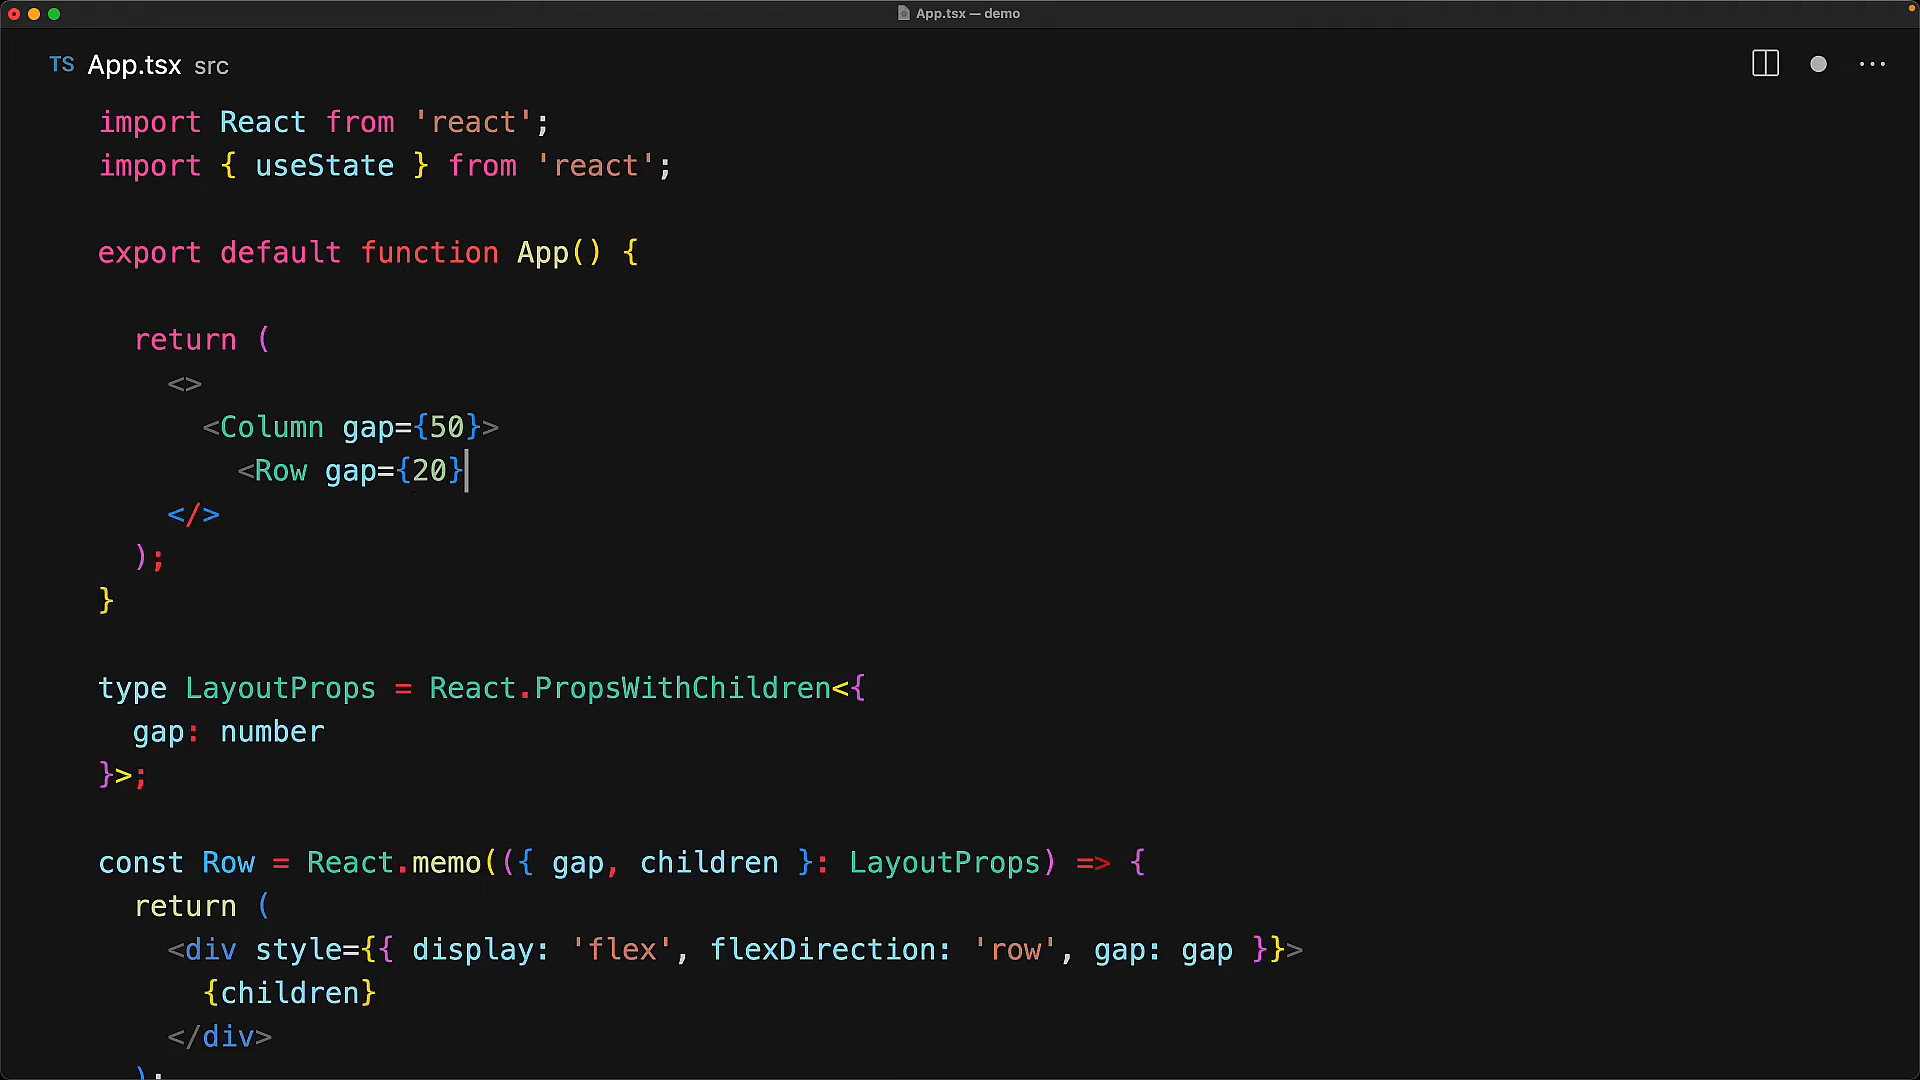 App.tsx — demo
TS App.tsx src
import React from 'react';
import { useState } from 'react';
export default function App() {
return (
<>
<Column gap={50}>
<Row gap={20}
</>
);
}
type LayoutProps = React.PropsWithChildren<{
gap: number
}>;
const Row = React.memo(({ gap, children }: LayoutProps) => {
return (
<div style={{ display: 'flex', flexDirection: 'row', gap: gap }}>
{children}
</div>
);